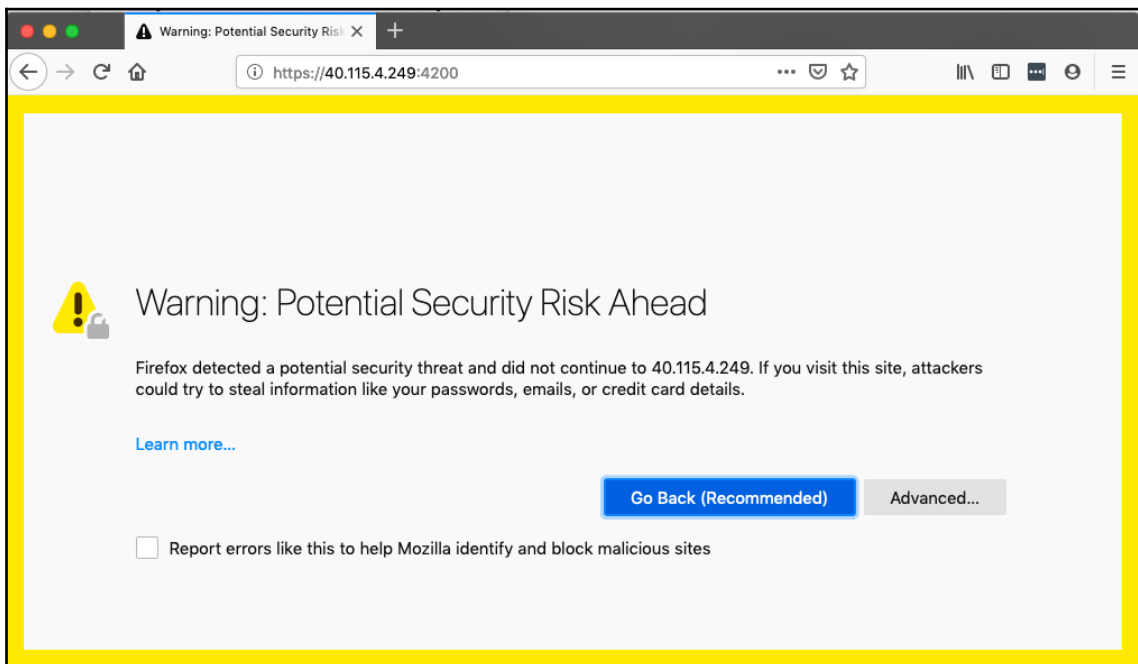 Warning: Potential Security Risk
https://40.115.4.249:4200
Warning: Potential Security Risk Ahead
Firefox detected a potential security threat and did not continue to 40.115.4.249. If you visit this site, attackers
could try to steal information like your passwords, emails, or credit card details.
Learn more...
Go Back (Recommended)
Advanced...
Report errors like this to help Mozilla identify and block malicious sites